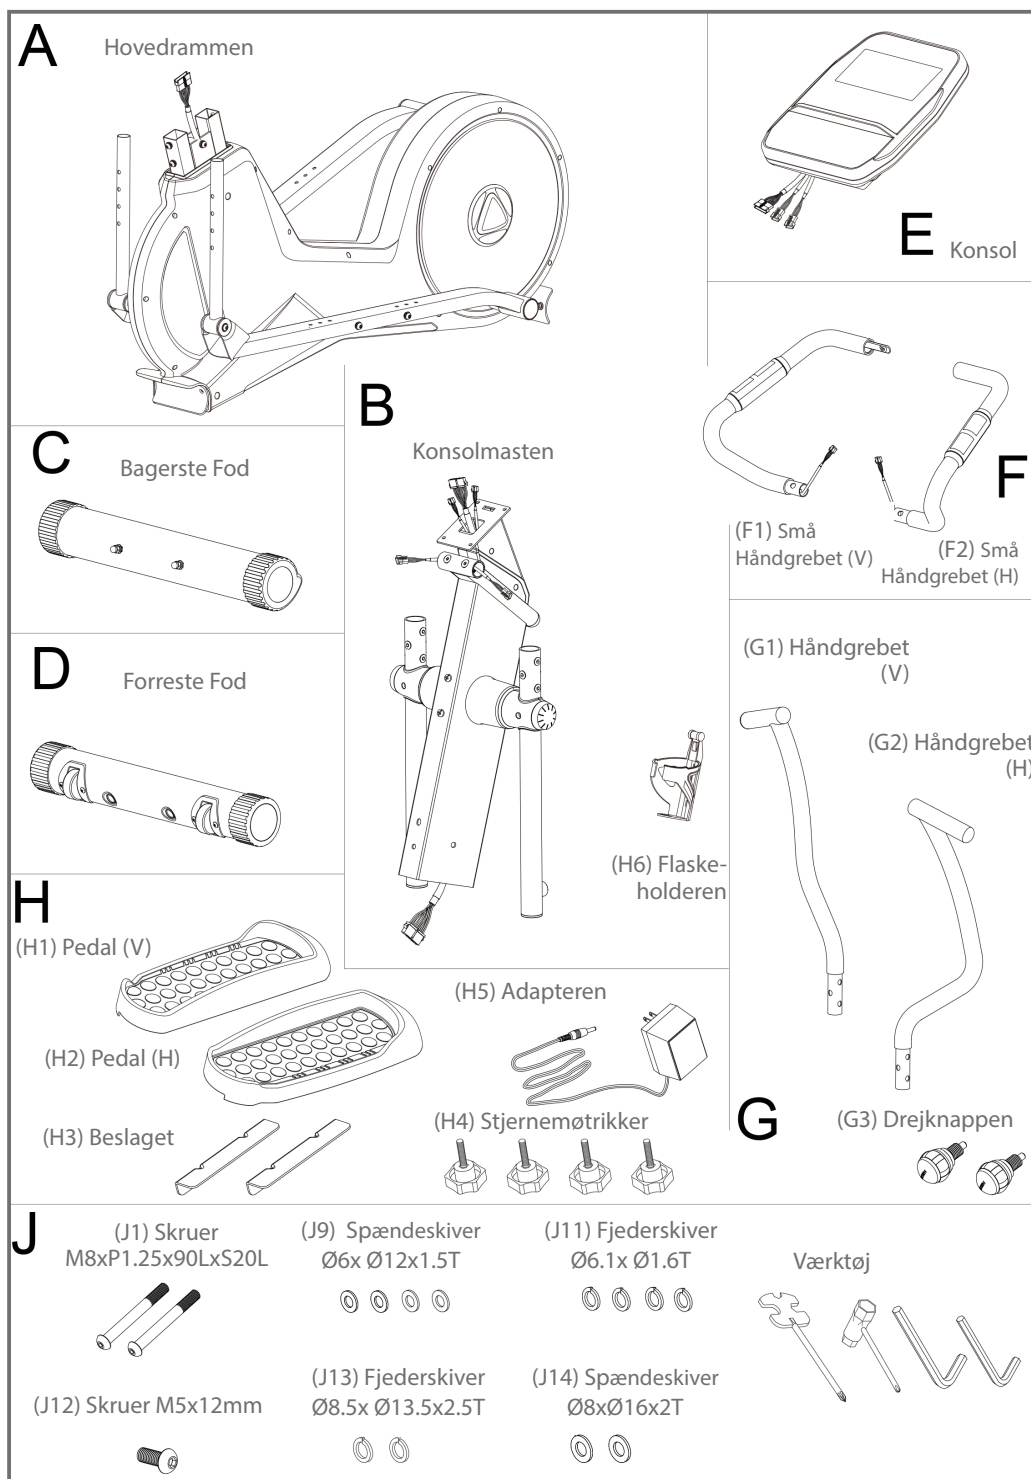 A
Hovedrammen
E
Konsol
B
Konsolmasten
C
Bagerste Fod
F
(F1) Små
Håndgrebet (V)
(F2) Små
Håndgrebet (H)
D
Forreste Fod
(G1) Håndgrebet
(V)
(G2) Håndgrebet
(H)
(H6) Flaske-
holderen
H
(H1) Pedal (V)
(H2) Pedal (H)
(H3) Beslaget
(H5) Adapteren
(H4) Stjernemøtrikker
G
(G3) Drejknappen
J
(J1) Skruer
M8xP1.25x90LxS20L
(J9) Spændeskiver
Ø6x Ø12x1.5T
(J11) Fjederskiver
Ø6.1x Ø1.6T
Værktøj
(J12) Skruer M5x12mm
(J13) Fjederskiver
Ø8.5x Ø13.5x2.5T
(J14) Spændeskiver
Ø8xØ16x2T